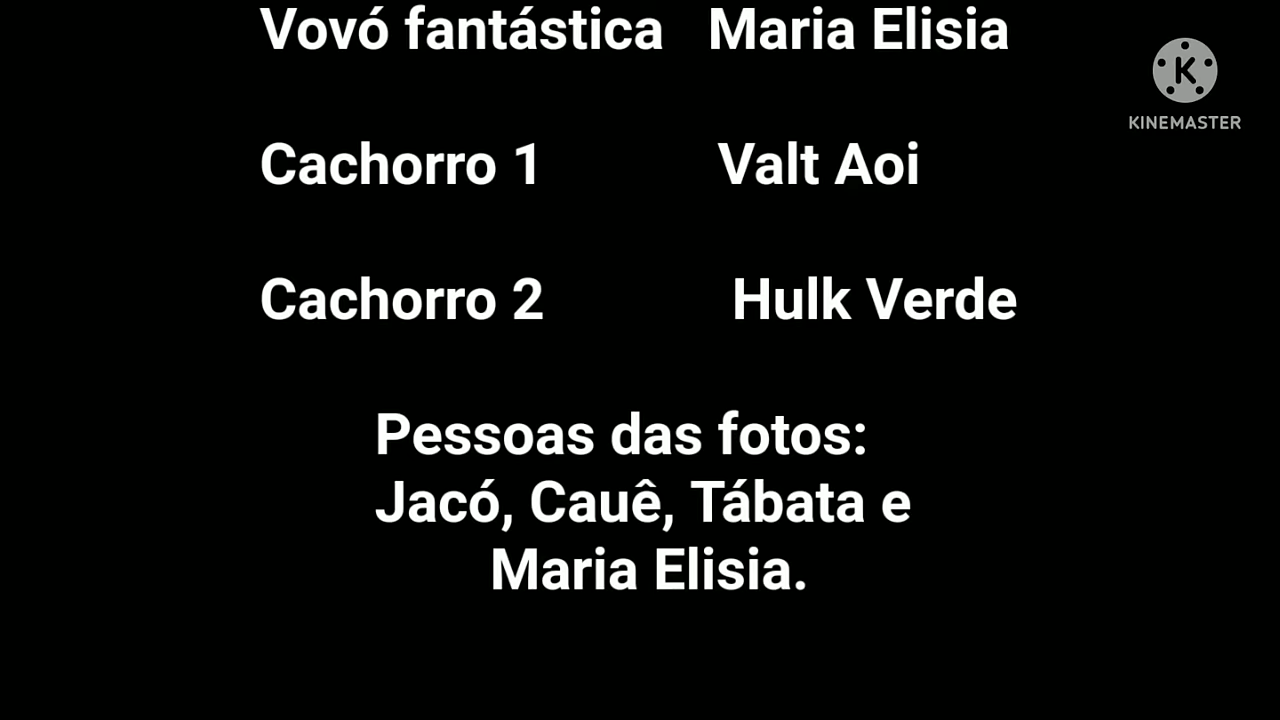 Vovó fantástica Maria Elisia
KINEMASTER
Cachorro 1 Valt Aoi
Cachorro 2 Hulk Verde
Pessoas das fotos:
Jacó, Cauê, Tábata e
Maria Elisia.